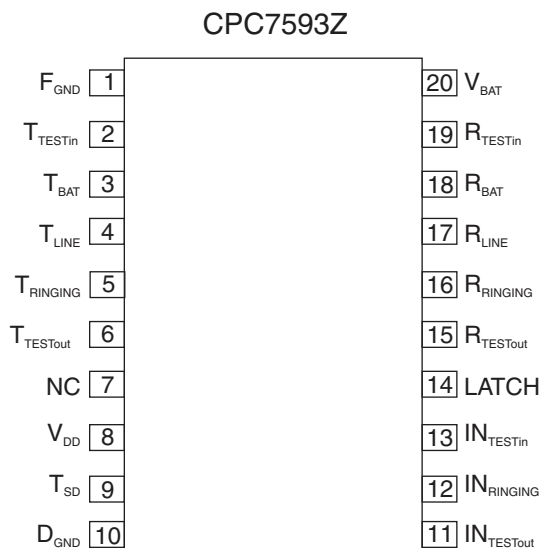 CPC7593Z
F_GND 1
T_TESTin 2
T_BAT 3
T_LINE 4
T_RINGING 5
T_TESTout 6
NC 7
V_DD 8
T_SD 9
D_GND 10
20 V_BAT
19 R_TESTin
18 R_BAT
17 R_LINE
16 R_RINGING
15 R_TESTout
14 LATCH
13 IN_TESTin
12 IN_RINGING
11 IN_TESTout